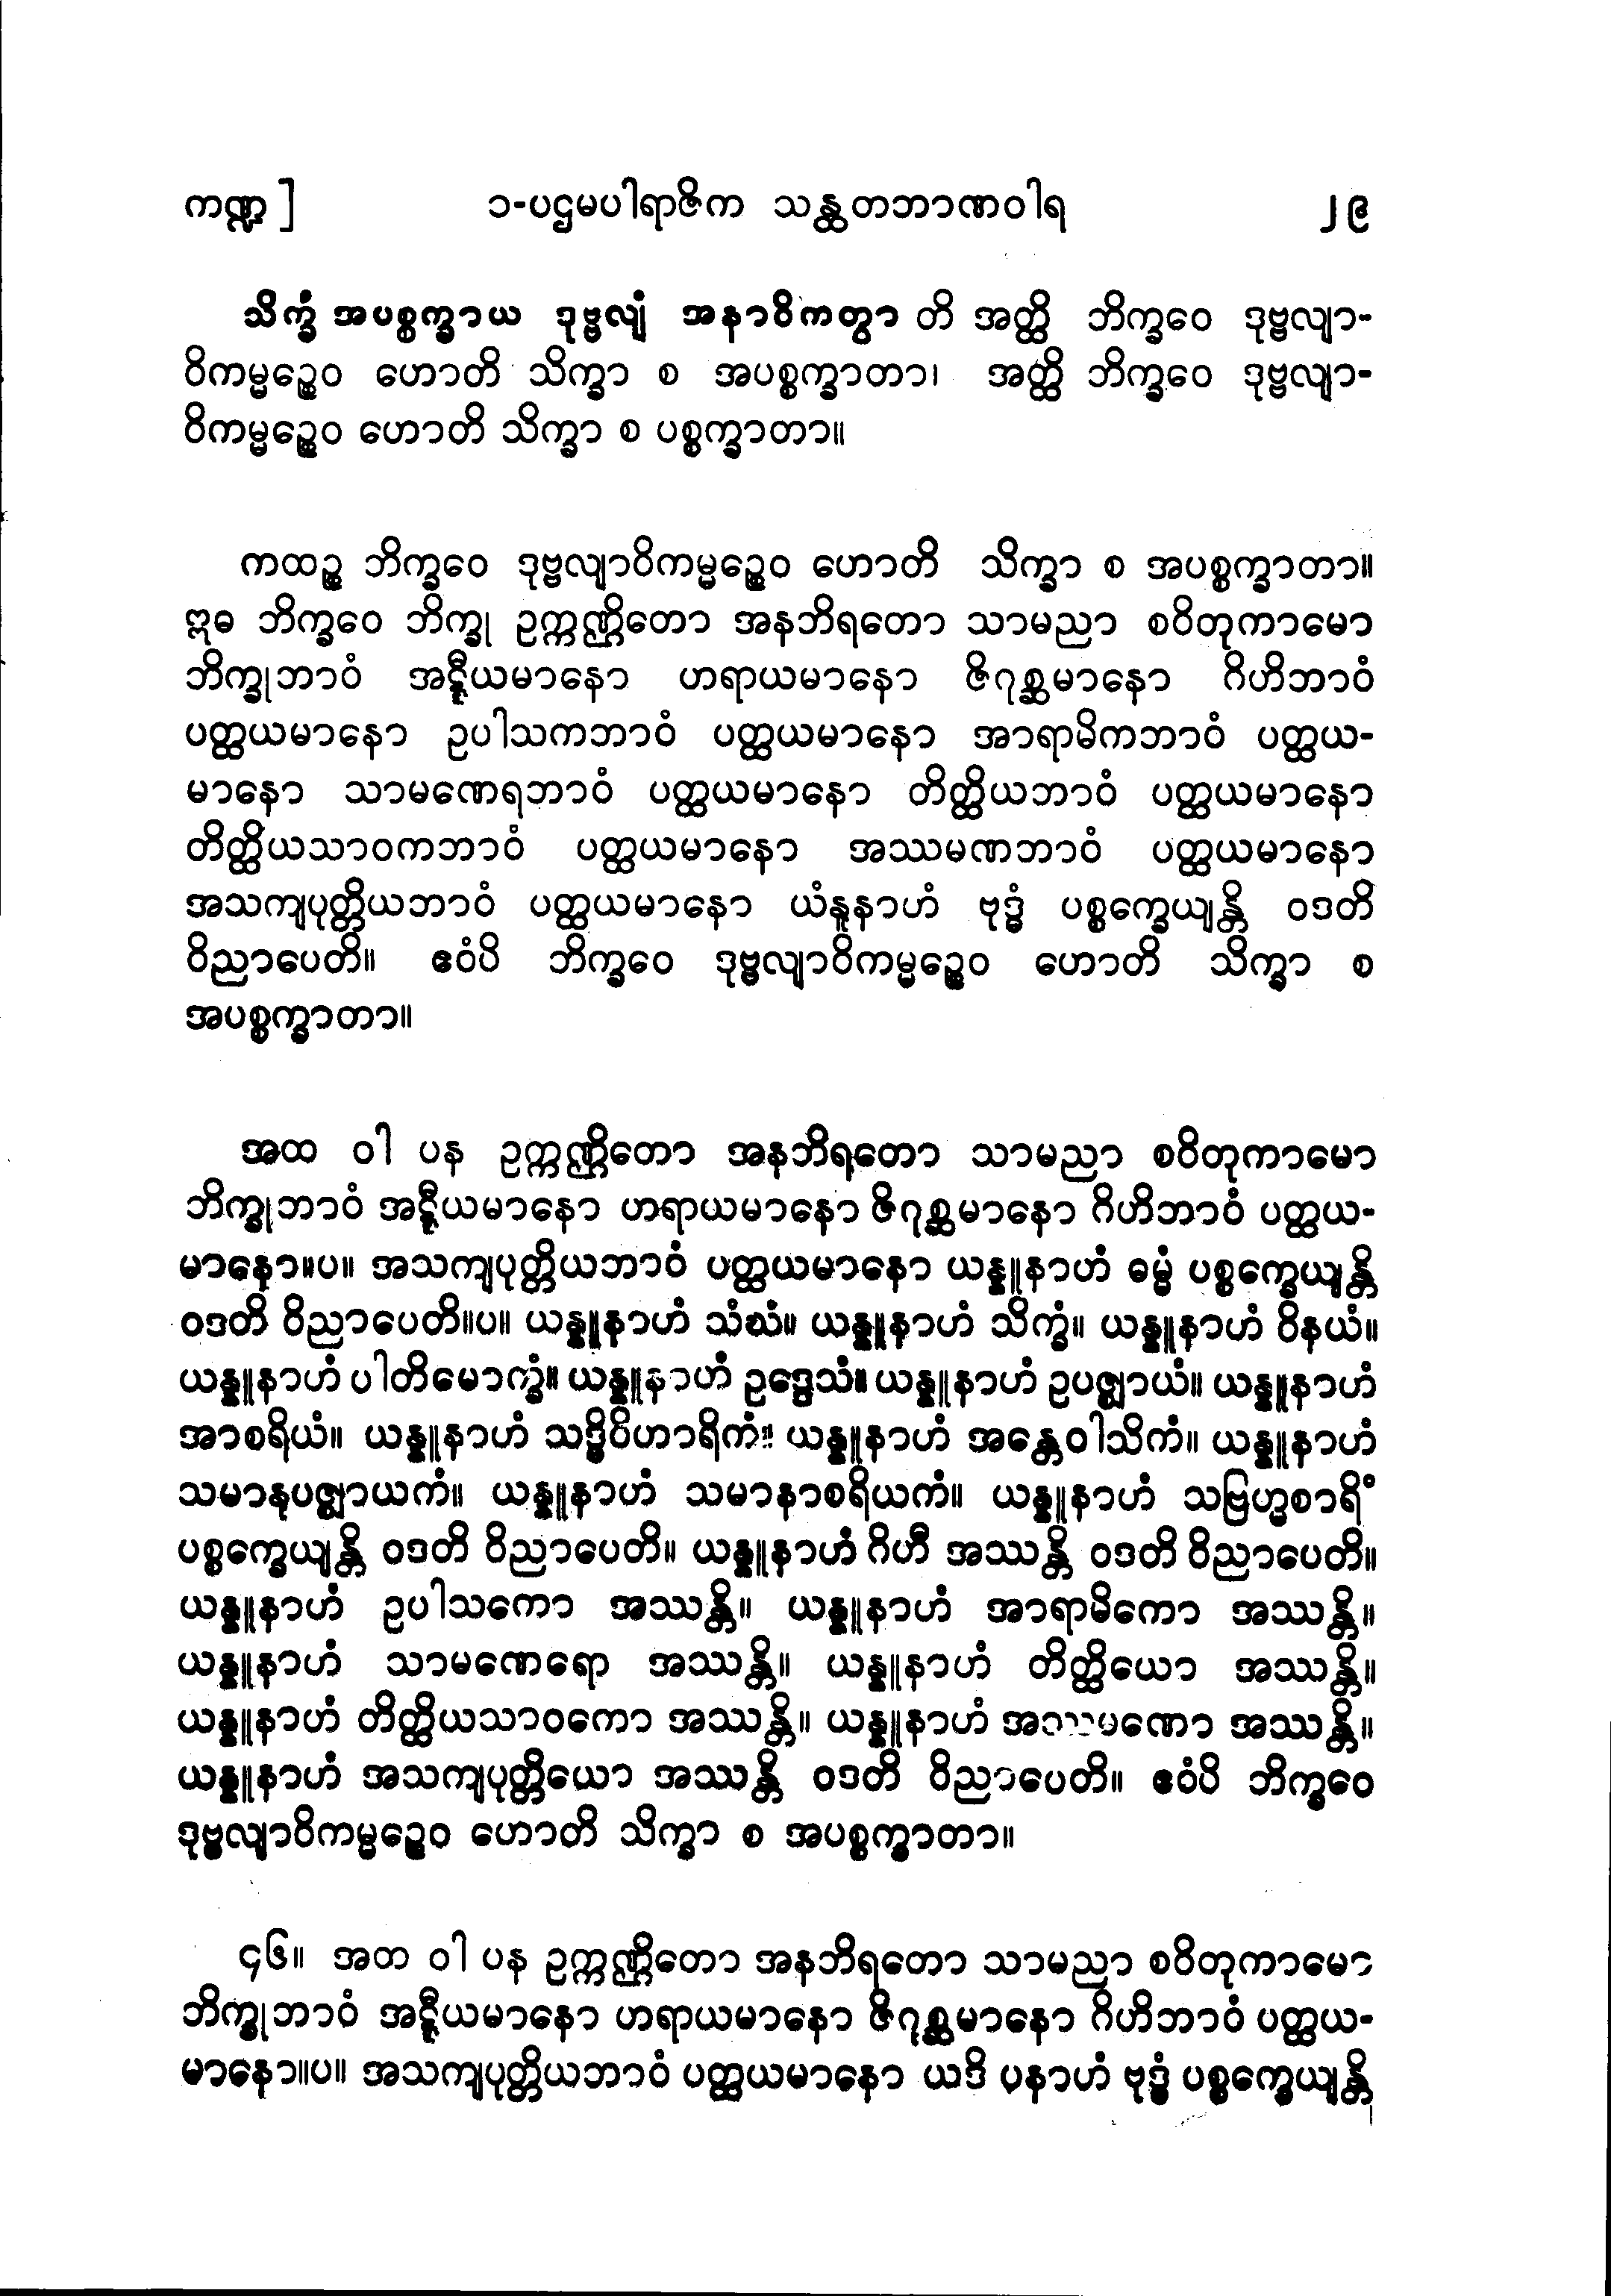 ကဏ္ဍ] ၁-ပဌမပါရာဇိက သန္ထတဘာဏဝါရ ၂၉
သိက္ခံ အပစ္စက္ခာယ ဒုဗ္ဗလျံ အနာဝိကတွာ တိ အတ္ထိ ဘိက္ခဝေ ဒုဗ္ဗလျာ-
ဝိကမ္မဉ္စေဝ ဟောတိ သိက္ခာ စ အပစ္စက္ခာတာ၊ အတ္ထိ ဘိက္ခဝေ ဒုဗ္ဗလျာ-
ဝိကမ္မဉ္စေဝ ဟောတိ သိက္ခာ စ ပစ္စက္ခာတာ။
ကထဉ္စ ဘိက္ခဝေ ဒုဗ္ဗလျာဝိကမ္မဉ္စေဝ ဟောတိ သိက္ခာ စ အပစ္စက္ခာတာ။
ဣဓ ဘိက္ခဝေ ဘိက္ခု ဥက္ကဏ္ဌိတော အနဘိရတော သာမညာ စဝိတုကာမော
ဘိက္ခုဘာဝံ အဋ္ဋီယမာနော ဟရာယမာနော ဇိဂုစ္ဆမာနော ဂိဟိဘာဝံ
ပတ္ထယမာနော ဥပါသကဘာဝံ ပတ္ထယမာနော အာရာမိကဘာဝံ ပတ္ထယ-
မာနော သာမဏေရဘာဝံ ပတ္ထယမာနော တိတ္ထိယဘာဝံ ပတ္ထယမာနော
တိတ္ထိယသာဝကဘာဝံ ပတ္ထယမာနော အဿမဏဘာဝံ ပတ္ထယမာနော
အသကျပုတ္တိယဘာဝံ ပတ္ထယမာနော ယံနူနာဟံ ဗုဒ္ဓံ ပစ္စက္ခေယျန္တိ ဝဒတိ
ဝိညာပေတိ။ ဧဝံပိ ဘိက္ခဝေ ဒုဗ္ဗလျာဝိကမ္မဉ္စေဝ ဟောတိ သိက္ခာ စ
အပစ္စက္ခာတာ။
အထ ဝါ ပန ဥက္ကဏ္ဌိတော အနဘိရတော သာမညာ စဝိတုကာမော
ဘိက္ခုဘာဝံ အဋ္ဋီယမာနော ဟရာယမာနော ဇိဂုစ္ဆမာနော ဂိဟိဘာဝံ ပတ္ထယ-
မာနော။ပ။ အသကျပုတ္တိယဘာဝံ ပတ္ထယမာနော ယန္နူနာဟံ ဓမ္မံ ပစ္စက္ခေယျန္တိ
ဝဒတိ ဝိညာပေတိ။ပ။ ယန္နူနာဟံ သံဃံ။ ယန္နူနာဟံ သိက္ခံ။ ယန္နူနာဟံ ဝိနယံ။
ယန္နူနာဟံ ပါတိမောက္ခံ။ ယန္နူနာဟံ ဥဒ္ဒေသံ။ ယန္နူနာဟံ ဥပဇ္ဈာယံ။ ယန္နူနာဟံ
အာစရိယံ။ ယန္နူနာဟံ သဒ္ဓိဝိဟာရိကံ။ ယန္နူနာဟံ အန္တေဝါသိကံ။ ယန္နူနာဟံ
သမာနုပဇ္ဈာယကံ။ ယန္နူနာဟံ သမာနာစရိယကံ။ ယန္နူနာဟံ သဗြဟ္မစာရိံ
ပစ္စက္ခေယျန္တိ ဝဒတိ ဝိညာပေတိ။ ယန္နူနာဟံ ဂိဟီ အဿန္တိ ဝဒတိ ဝိညာပေတိ။
ယန္နူနာဟံ ဥပါသကော အဿန္တိ။ ယန္နူနာဟံ အာရာမိကော အဿန္တိ။
ယန္နူနာဟံ သာမဏေရော အဿန္တိ။ ယန္နူနာဟံ တိတ္ထိယော အဿန္တိ။
ယန္နူနာဟံ တိတ္ထိယသာဝကော အဿန္တိ။ ယန္နူနာဟံ အဿမဏော အဿန္တိ။
ယန္နူနာဟံ အသကျပုတ္တိယော အဿန္တိ ဝဒတိ ဝိညာပေတိ။ ဧဝံပိ ဘိက္ခဝေ
ဒုဗ္ဗလျာဝိကမ္မဉ္စေဝ ဟောတိ သိက္ခာ စ အပစ္စက္ခာတာ။
၄၆။ အထ ဝါ ပန ဥက္ကဏ္ဌိတော အနဘိရတော သာမညာ စဝိတုကာမော
ဘိက္ခုဘာဝံ အဋ္ဋီယမာနော ဟရာယမာနော ဇိဂုစ္ဆမာနော ဂိဟိဘာဝံ ပတ္ထယ-
မာနော။ပ။ အသကျပုတ္တိယဘာဝံ ပတ္ထယမာနော ယဒိ ပနာဟံ ဗုဒ္ဓံ ပစ္စက္ခေယျန္တိ